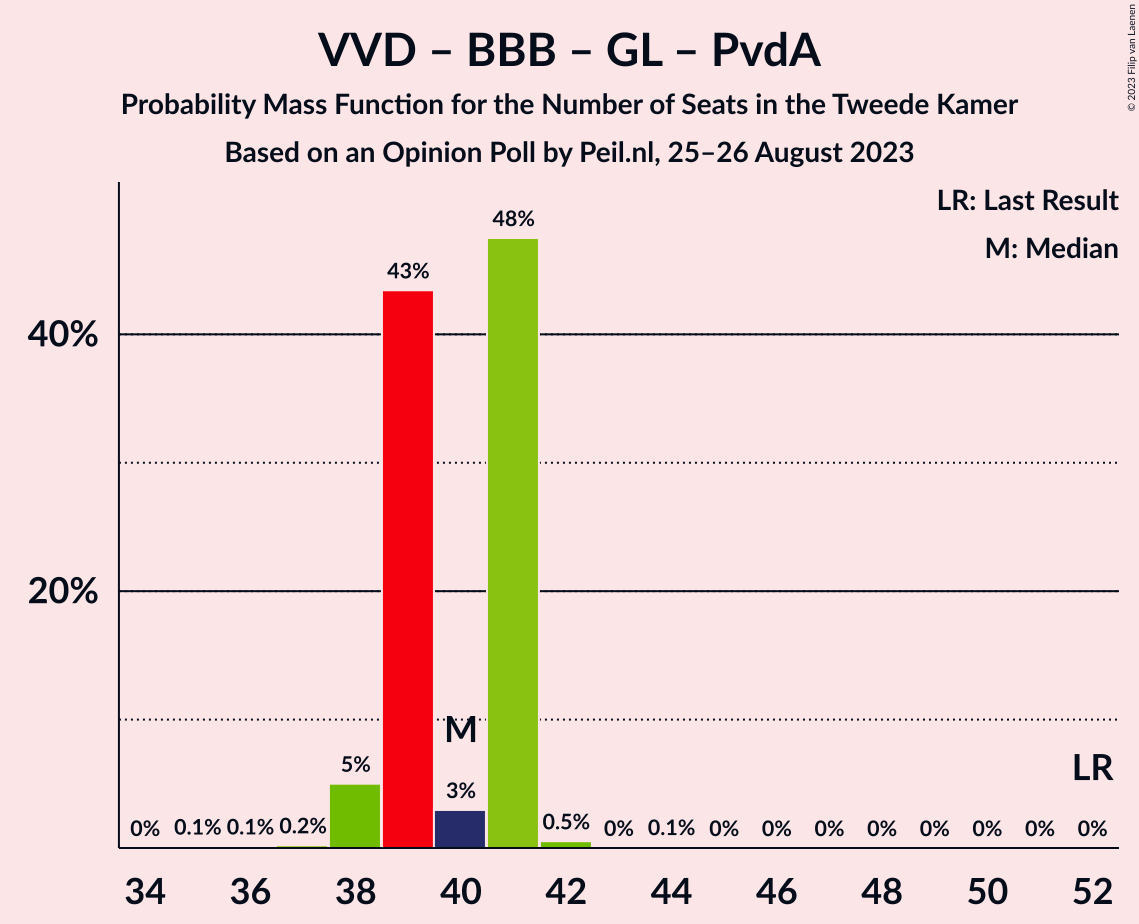 VVD – BBB – GL – PvdA
Probability Mass Function for the Number of Seats in the Tweede Kamer
Based on an Opinion Poll by Peil.nl, 25–26 August 2023
© 2023 Filip van Laenen
LR: Last Result
M: Median
48%
43%
40%
20%
M
LR
5%
3%
0% 0.1% 0.1% 0.2% 0.5% 0% 0.1% 0% 0% 0% 0% 0% 0% 0% 0%
34 36 38 40 42 44 46 48 50 52